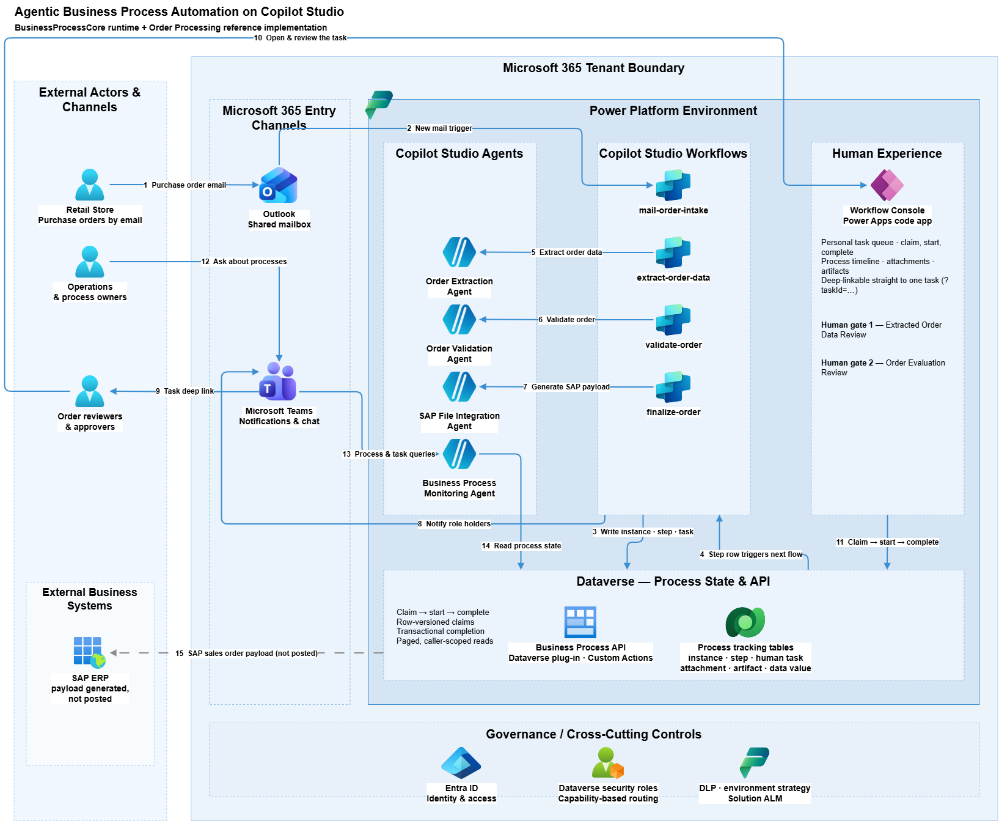 Agentic Business Process Automation on Copilot Studio
BusinessProcessCore runtime + Order Processing reference implementation
10 Open & review the task
Microsoft 365 Tenant Boundary
External Actors &
Channels
Microsoft 365 Entry
Channels
Power Platform Environment
2 New mail trigger
Copilot Studio Agents
Copilot Studio Workflows
Human Experience
1 Purchase order email
Retail Store
Purchase orders by email
Outlook
Shared mailbox
mail-order-intake
Workflow Console
Power Apps code app
Personal task queue · claim, start,
complete
Process timeline · attachments ·
artifacts
Deep-linkable straight to one task (?
taskId=…)
12 Ask about processes
Operations
& process owners
5 Extract order data
Order Extraction
Agent
extract-order-data
6 Validate order
Order Validation
Agent
validate-order
Human gate 1 — Extracted Order
Data Review
Human gate 2 — Order Evaluation
Review
9 Task deep link
Order reviewers
& approvers
Microsoft Teams
Notifications & chat
7 Generate SAP payload
SAP File Integration
Agent
finalize-order
13 Process & task queries
Business Process
Monitoring Agent
8 Notify role holders
3 Write instance · step · task
14 Read process state
4 Step row triggers next flow
11 Claim → start → complete
Dataverse — Process State & API
Claim → start → complete
Row-versioned claims
Transactional completion
Paged, caller-scoped reads
Business Process API
Dataverse plug-in · Custom Actions
Process tracking tables
instance · step · human task
attachment · artifact · data value
External Business
Systems
15 SAP sales order payload (not posted)
SAP ERP
payload generated,
not posted
Governance / Cross-Cutting Controls
Entra ID
Identity & access
Dataverse security roles
Capability-based routing
DLP · environment strategy
Solution ALM